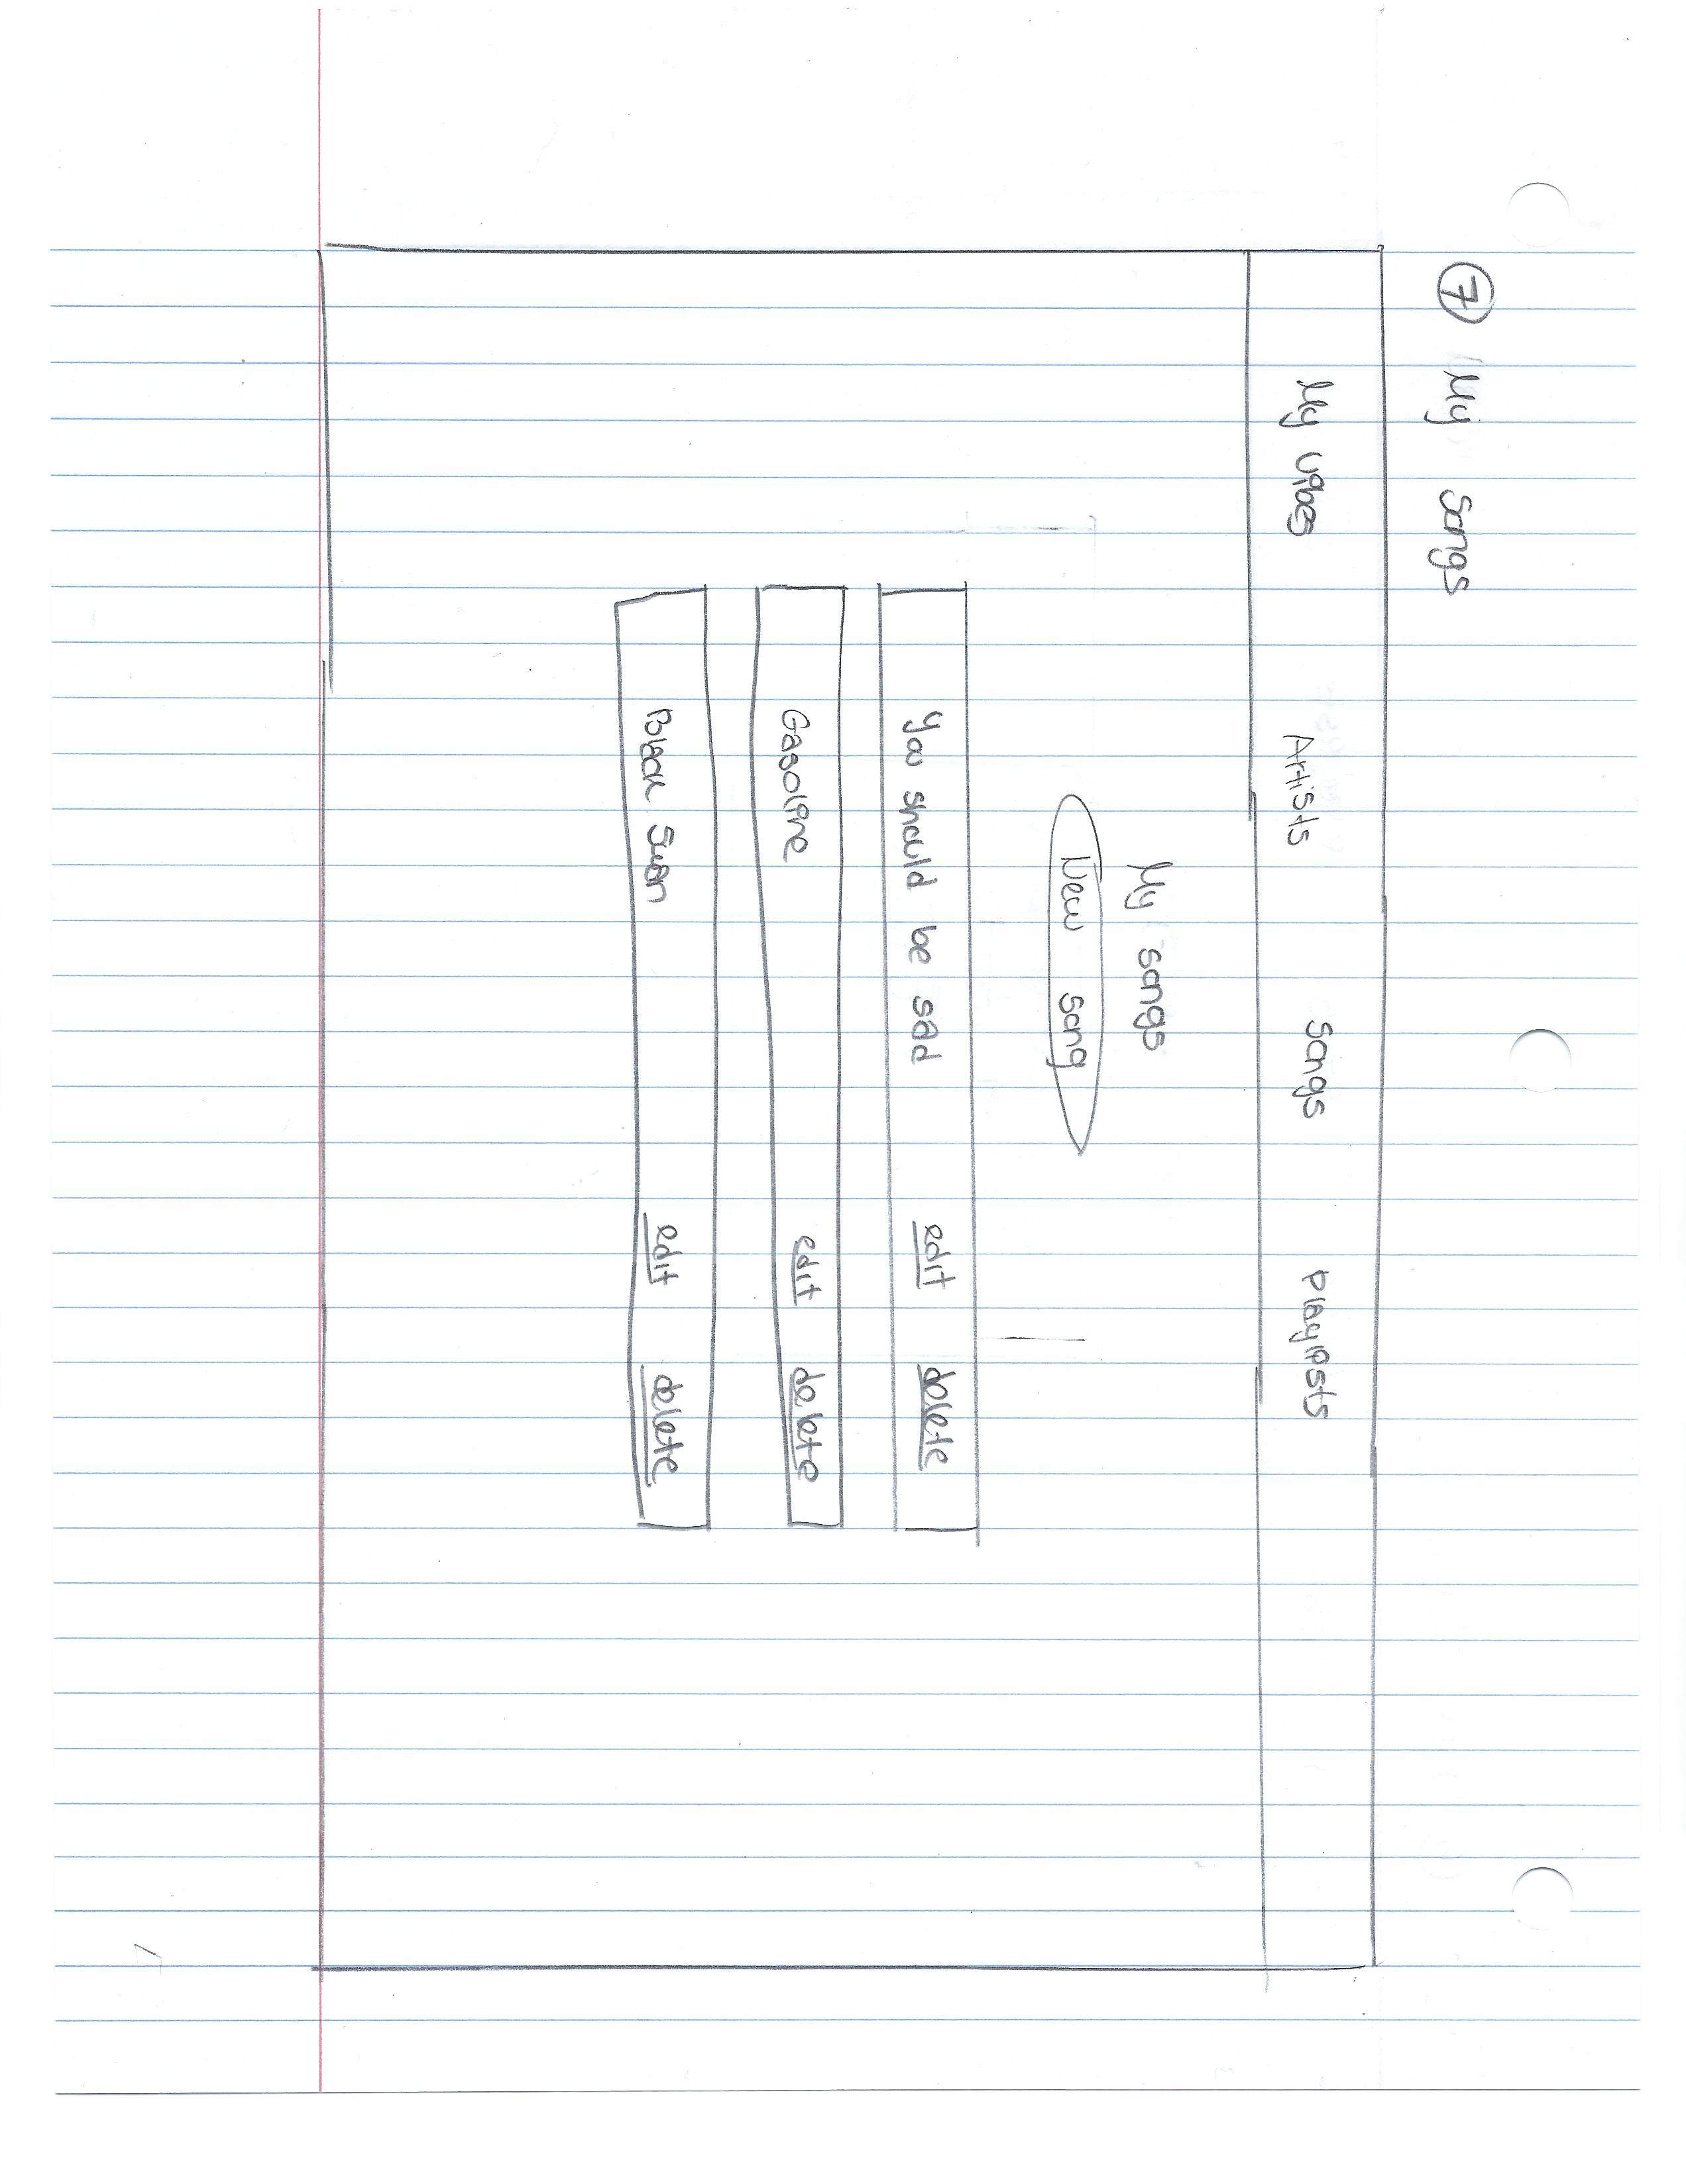 7 My songs
My vibes Artists songs playlists
My songs
New song
You should be sad edit delete
Gasoline edit delete
Black Swan edit delete